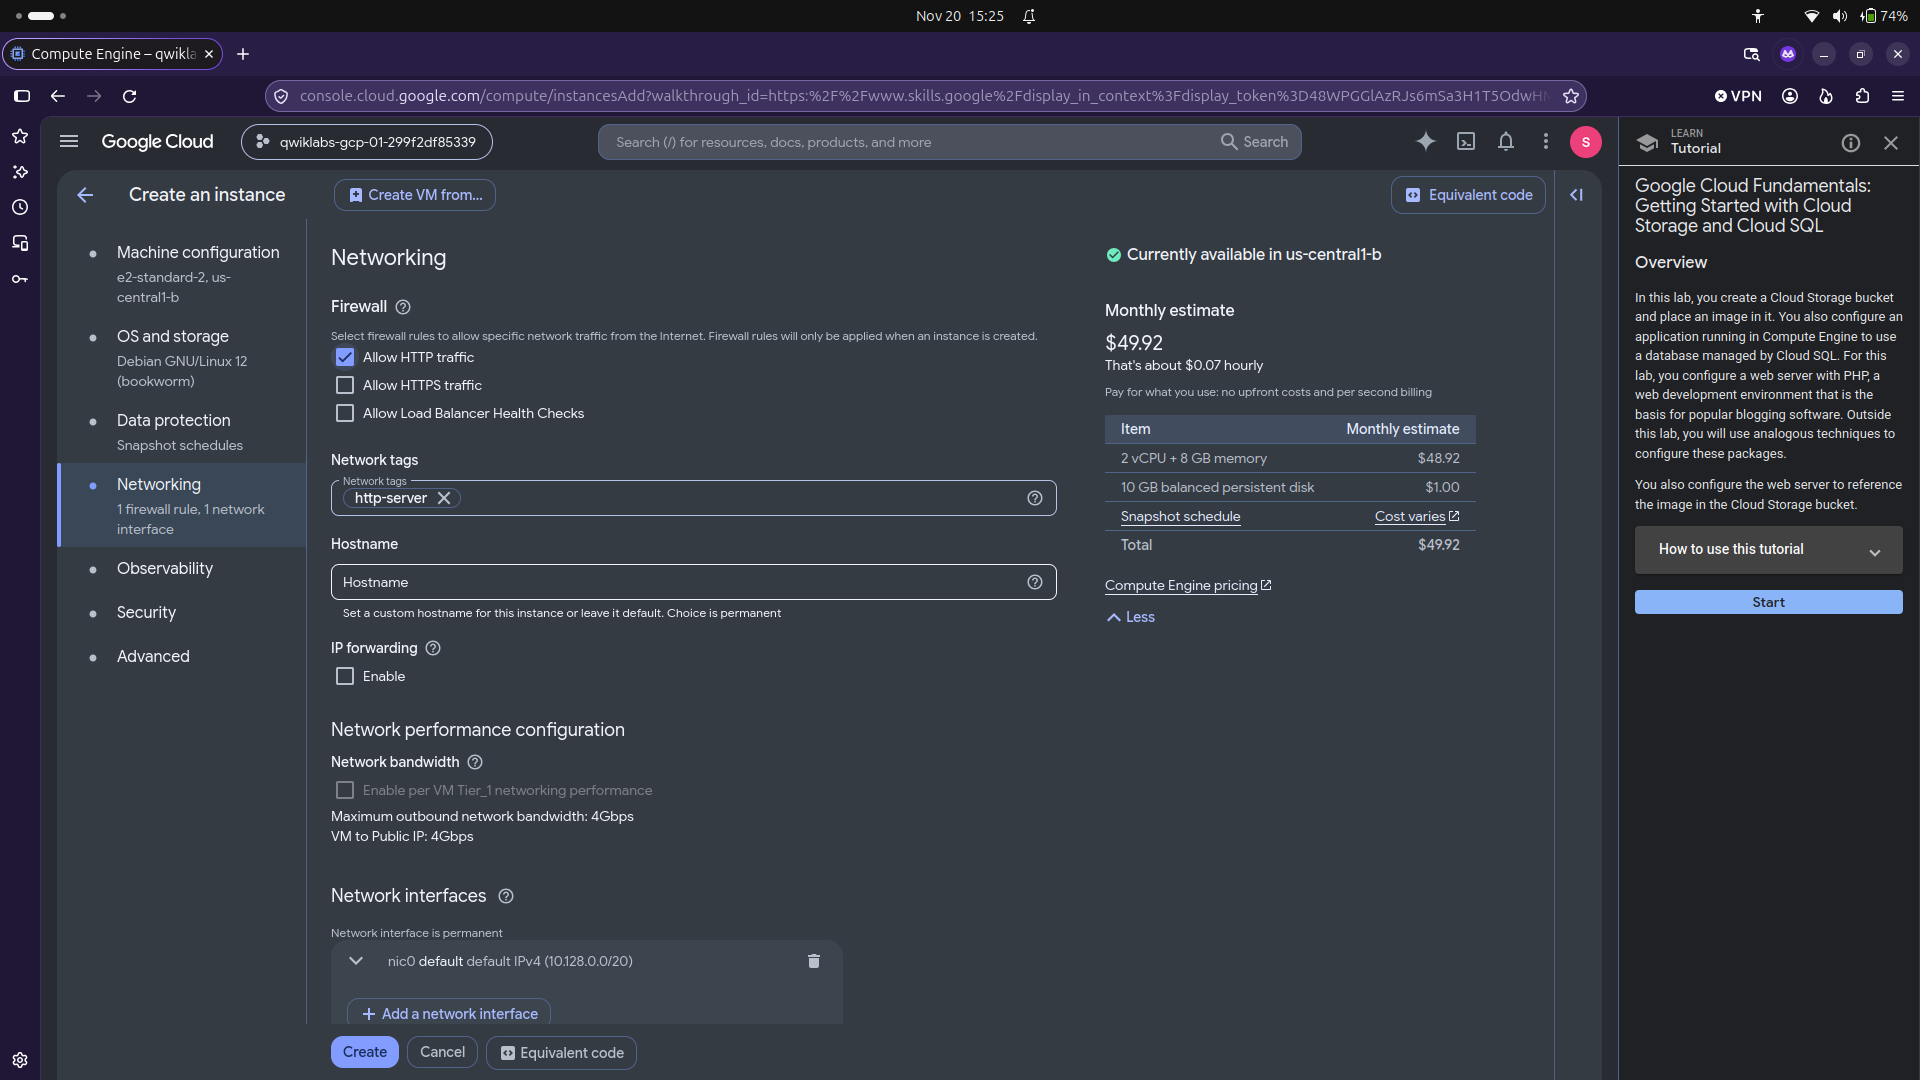 Nov 20 15:25
74%
Compute Engine – qwikla
console.cloud.google.com/compute/instancesAdd?walkthrough_id=https:%2F%2Fwww.skills.google%2Fdisplay_in_context%3Fdisplay_token%3D48WPGGlAzRJs6mSa3H1T5OdwHM
VPN
Google Cloud
qwiklabs-gcp-01-299f2df85339
Search (/) for resources, docs, products, and more
Search
S
Create an instance
Create VM from...
Equivalent code
Machine configuration
e2-standard-2, us-
central1-b
OS and storage
Debian GNU/Linux 12
(bookworm)
Data protection
Snapshot schedules
Networking
1 firewall rule, 1 network
interface
Observability
Security
Advanced
Networking
Firewall
Select firewall rules to allow specific network traffic from the Internet. Firewall rules will only be applied when an instance is created.
Allow HTTP traffic
Allow HTTPS traffic
Allow Load Balancer Health Checks
Network tags
Network tags
http-server
Hostname
Hostname
Set a custom hostname for this instance or leave it default. Choice is permanent
IP forwarding
Enable
Network performance configuration
Network bandwidth
Enable per VM Tier_1 networking performance
Maximum outbound network bandwidth: 4Gbps
VM to Public IP: 4Gbps
Network interfaces
Network interface is permanent
nic0 default default IPv4 (10.128.0.0/20)
Add a network interface
Create
Cancel
Equivalent code
Currently available in us-central1-b
Monthly estimate
$49.92
That's about $0.07 hourly
Pay for what you use: no upfront costs and per second billing
Item Monthly estimate
2 vCPU + 8 GB memory $48.92
10 GB balanced persistent disk $1.00
Snapshot schedule Cost varies
Total $49.92
Compute Engine pricing
Less
LEARN
Tutorial
Google Cloud Fundamentals:
Getting Started with Cloud
Storage and Cloud SQL
Overview
In this lab, you create a Cloud Storage bucket
and place an image in it. You also configure an
application running in Compute Engine to use
a database managed by Cloud SQL. For this
lab, you configure a web server with PHP, a
web development environment that is the
basis for popular blogging software. Outside
this lab, you will use analogous techniques to
configure these packages.
You also configure the web server to reference
the image in the Cloud Storage bucket.
How to use this tutorial
Start